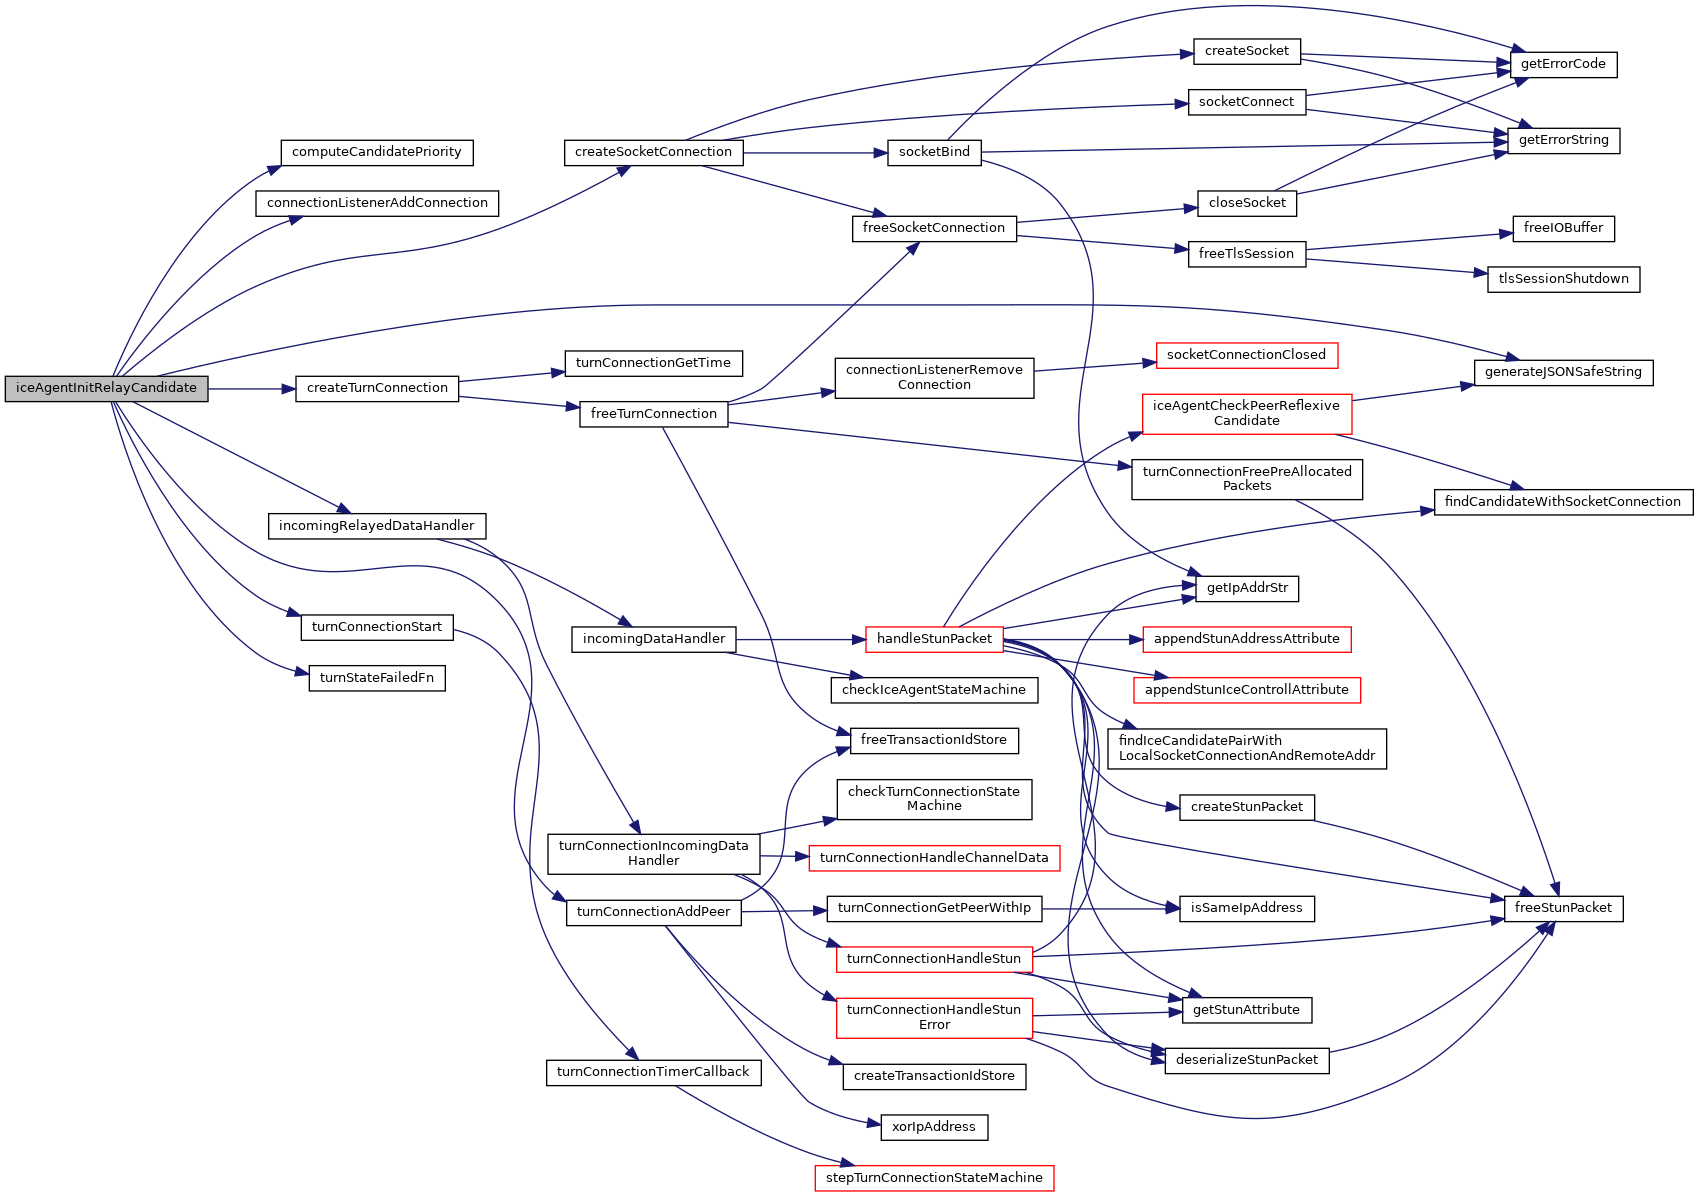 iceAgentInitRelayCandidate
computeCandidatePriority
connectionListenerAddConnection
createTurnConnection
incomingRelayedDataHandler
turnConnectionStart
turnStateFailedFn
createSocketConnection
turnConnectionGetTime
freeTurnConnection
incomingDataHandler
turnConnectionIncomingData
Handler
turnConnectionAddPeer
turnConnectionTimerCallback
socketBind
freeSocketConnection
connectionListenerRemove
Connection
handleStunPacket
checkIceAgentStateMachine
freeTransactionIdStore
checkTurnConnectionState
Machine
turnConnectionHandleChannelData
turnConnectionGetPeerWithIp
turnConnectionHandleStun
turnConnectionHandleStun
Error
createTransactionIdStore
xorIpAddress
stepTurnConnectionStateMachine
createSocket
socketConnect
closeSocket
freeTlsSession
socketConnectionClosed
iceAgentCheckPeerReflexive
Candidate
turnConnectionFreePreAllocated
Packets
getIpAddrStr
appendStunAddressAttribute
appendStunIceControllAttribute
findIceCandidatePairWith
LocalSocketConnectionAndRemoteAddr
createStunPacket
isSameIpAddress
getStunAttribute
deserializeStunPacket
getErrorCode
getErrorString
freeIOBuffer
tlsSessionShutdown
generateJSONSafeString
findCandidateWithSocketConnection
freeStunPacket